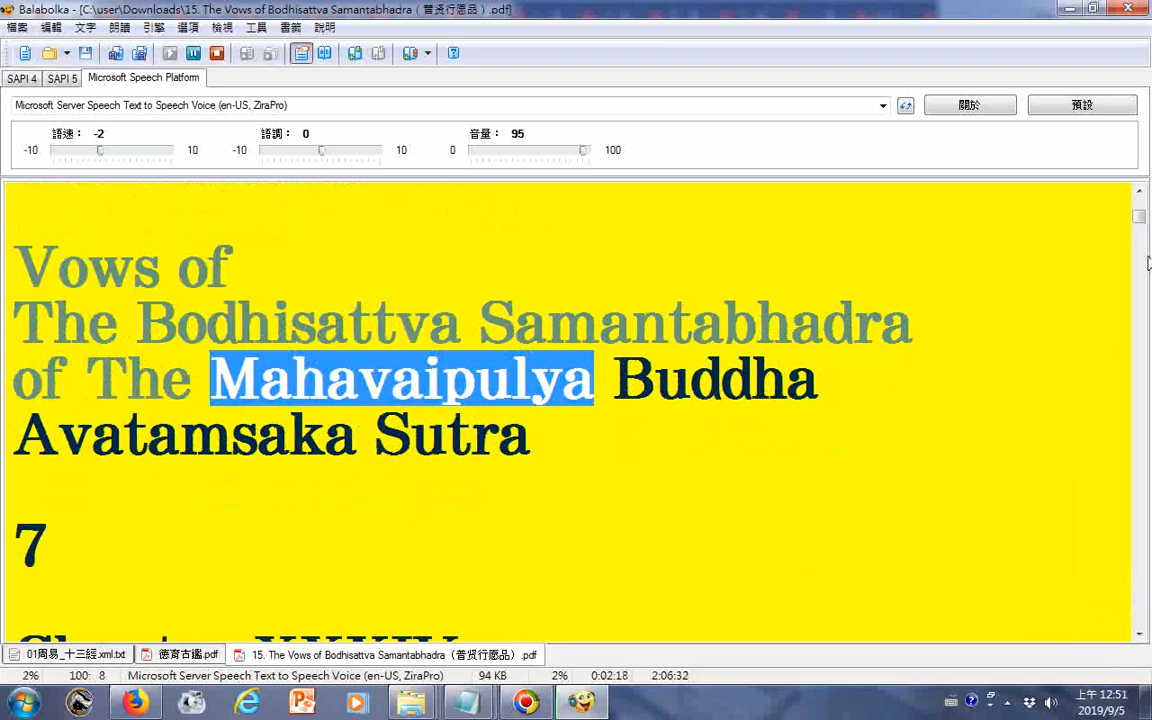 Balabolka - [C:\user\Downloads\15. The Vows of Bodhisattva Samantabhadra（普贤行愿品）.pdf]
檔案 編輯 文字 朗讀 引擎 選項 檢視 工具 書籤 說明
SAPI 4 SAPI 5 Microsoft Speech Platform
Microsoft Server Speech Text to Speech Voice (en-US, ZiraPro) 關於 預設
語速： -2 語調： 0 音量： 95
-10 10 -10 10 0 100
Vows of
The Bodhisattva Samantabhadra
of The Mahavaipulya Buddha
Avatamsaka Sutra
7
Chapter XXXIV
01周易_十三經.xml.txt 德育古鑑.pdf 15. The Vows of Bodhisattva Samantabhadra（普贤行愿品）.pdf
2% 100: 8 Microsoft Server Speech Text to Speech Voice (en-US, ZiraPro) 94 KB 2% 0:02:18 2:06:32
上午 12:51
2019/9/5